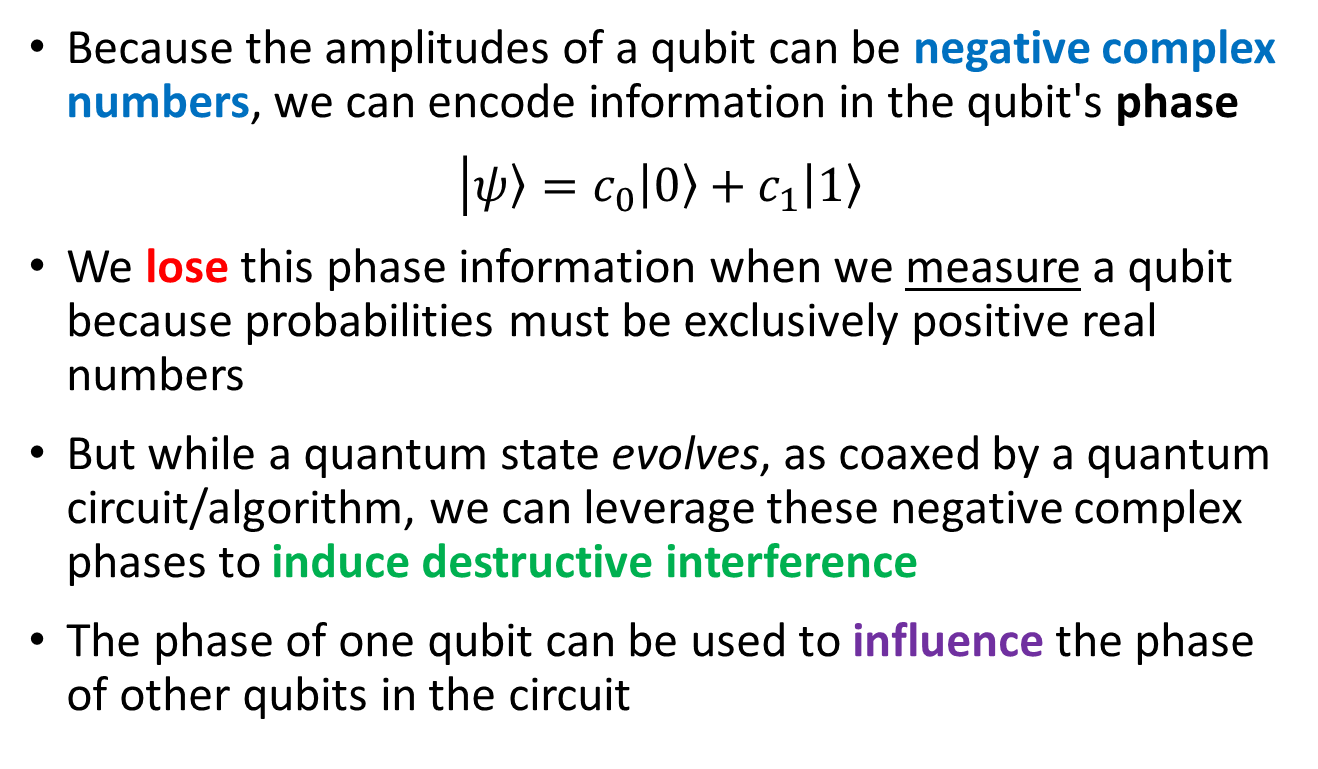 • Because the amplitudes of a qubit can be negative complex
numbers, we can encode information in the qubit's phase
|ψ⟩ = c₀|0⟩ + c₁|1⟩
• We lose this phase information when we measure a qubit
because probabilities must be exclusively positive real
numbers
• But while a quantum state evolves, as coaxed by a quantum
circuit/algorithm, we can leverage these negative complex
phases to induce destructive interference
• The phase of one qubit can be used to influence the phase
of other qubits in the circuit